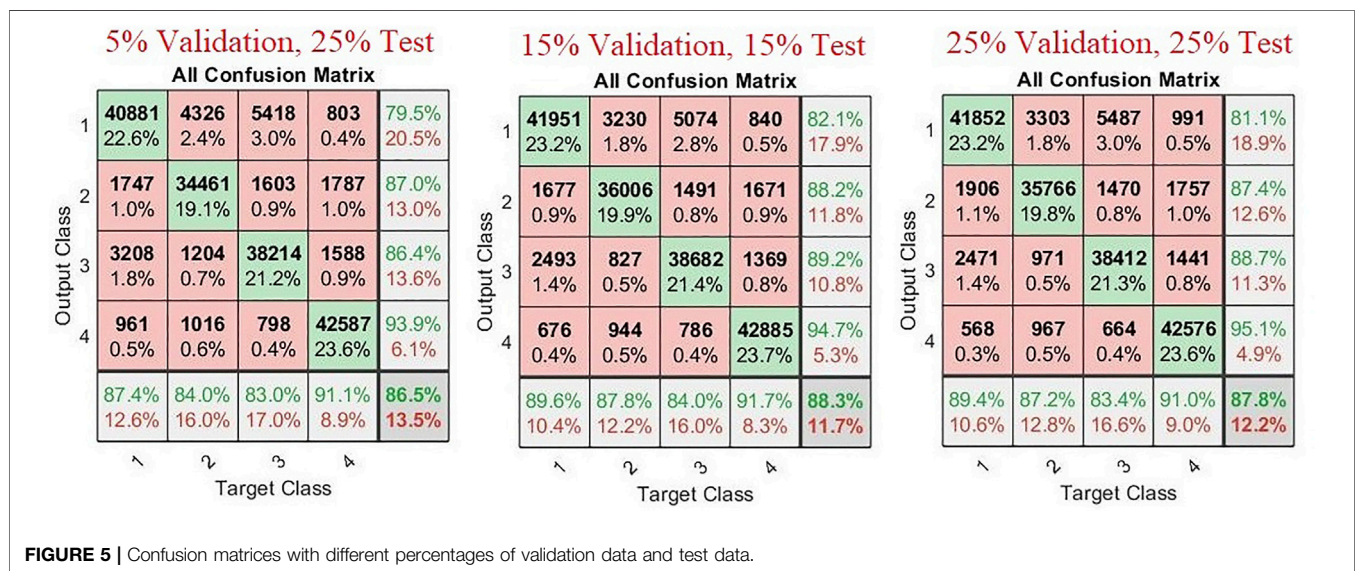 5% Validation, 25% Test
All Confusion Matrix
Output Class
1
40881 4326 5418 803 79.5%
22.6% 2.4% 3.0% 0.4% 20.5%
2
1747 34461 1603 1787 87.0%
1.0% 19.1% 0.9% 1.0% 13.0%
3
3208 1204 38214 1588 86.4%
1.8% 0.7% 21.2% 0.9% 13.6%
4
961 1016 798 42587 93.9%
0.5% 0.6% 0.4% 23.6% 6.1%
87.4% 84.0% 83.0% 91.1% 86.5%
12.6% 16.0% 17.0% 8.9% 13.5%
1 2 3 4
Target Class
15% Validation, 15% Test
All Confusion Matrix
Output Class
1
41951 3230 5074 840 82.1%
23.2% 1.8% 2.8% 0.5% 17.9%
2
1677 36006 1491 1671 88.2%
0.9% 19.9% 0.8% 0.9% 11.8%
3
2493 827 38682 1369 89.2%
1.4% 0.5% 21.4% 0.8% 10.8%
4
676 944 786 42885 94.7%
0.4% 0.5% 0.4% 23.7% 5.3%
89.6% 87.8% 84.0% 91.7% 88.3%
10.4% 12.2% 16.0% 8.3% 11.7%
1 2 3 4
Target Class
25% Validation, 25% Test
All Confusion Matrix
Output Class
1
41852 3303 5487 991 81.1%
23.2% 1.8% 3.0% 0.5% 18.9%
2
1906 35766 1470 1757 87.4%
1.1% 19.8% 0.8% 1.0% 12.6%
3
2471 971 38412 1441 88.7%
1.4% 0.5% 21.3% 0.8% 11.3%
4
568 967 664 42576 95.1%
0.3% 0.5% 0.4% 23.6% 4.9%
89.4% 87.2% 83.4% 91.0% 87.8%
10.6% 12.8% 16.6% 9.0% 12.2%
1 2 3 4
Target Class
FIGURE 5 | Confusion matrices with different percentages of validation data and test data.